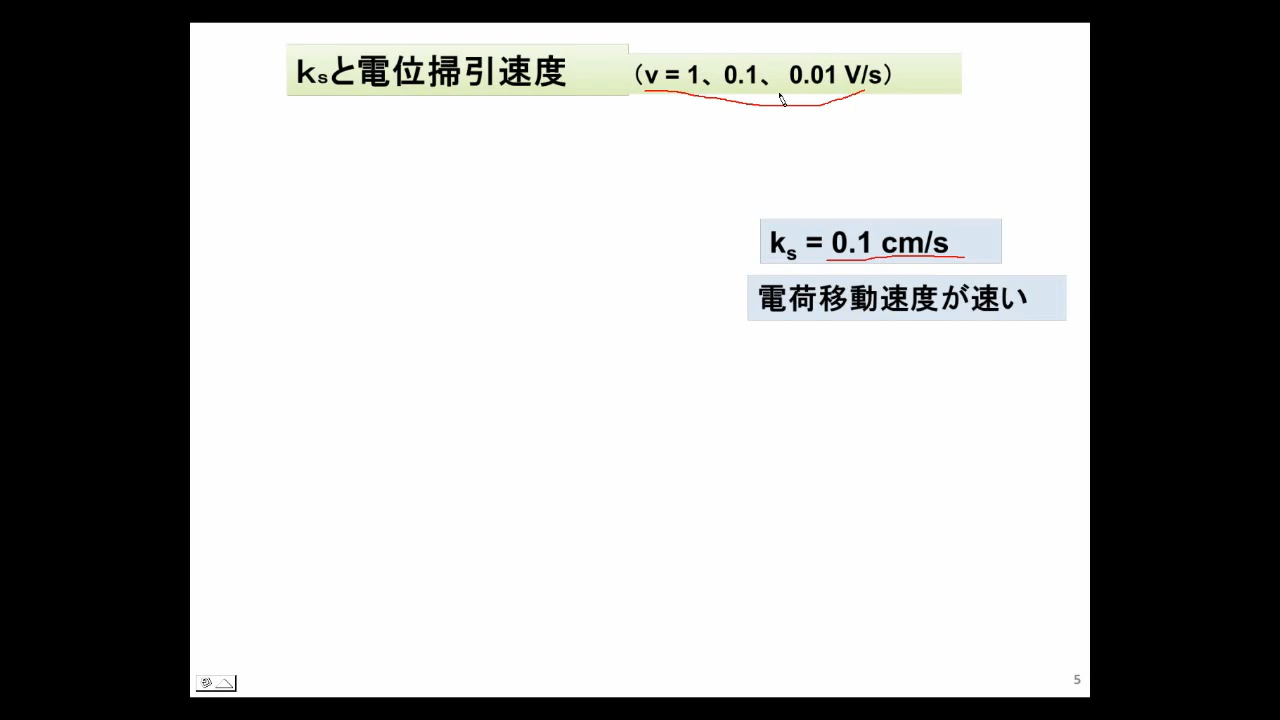 ｋｓと電位掃引速度 （v = 1、0.1、 0.01 V/s）
ks = 0.1 cm/s
電荷移動速度が速い
5